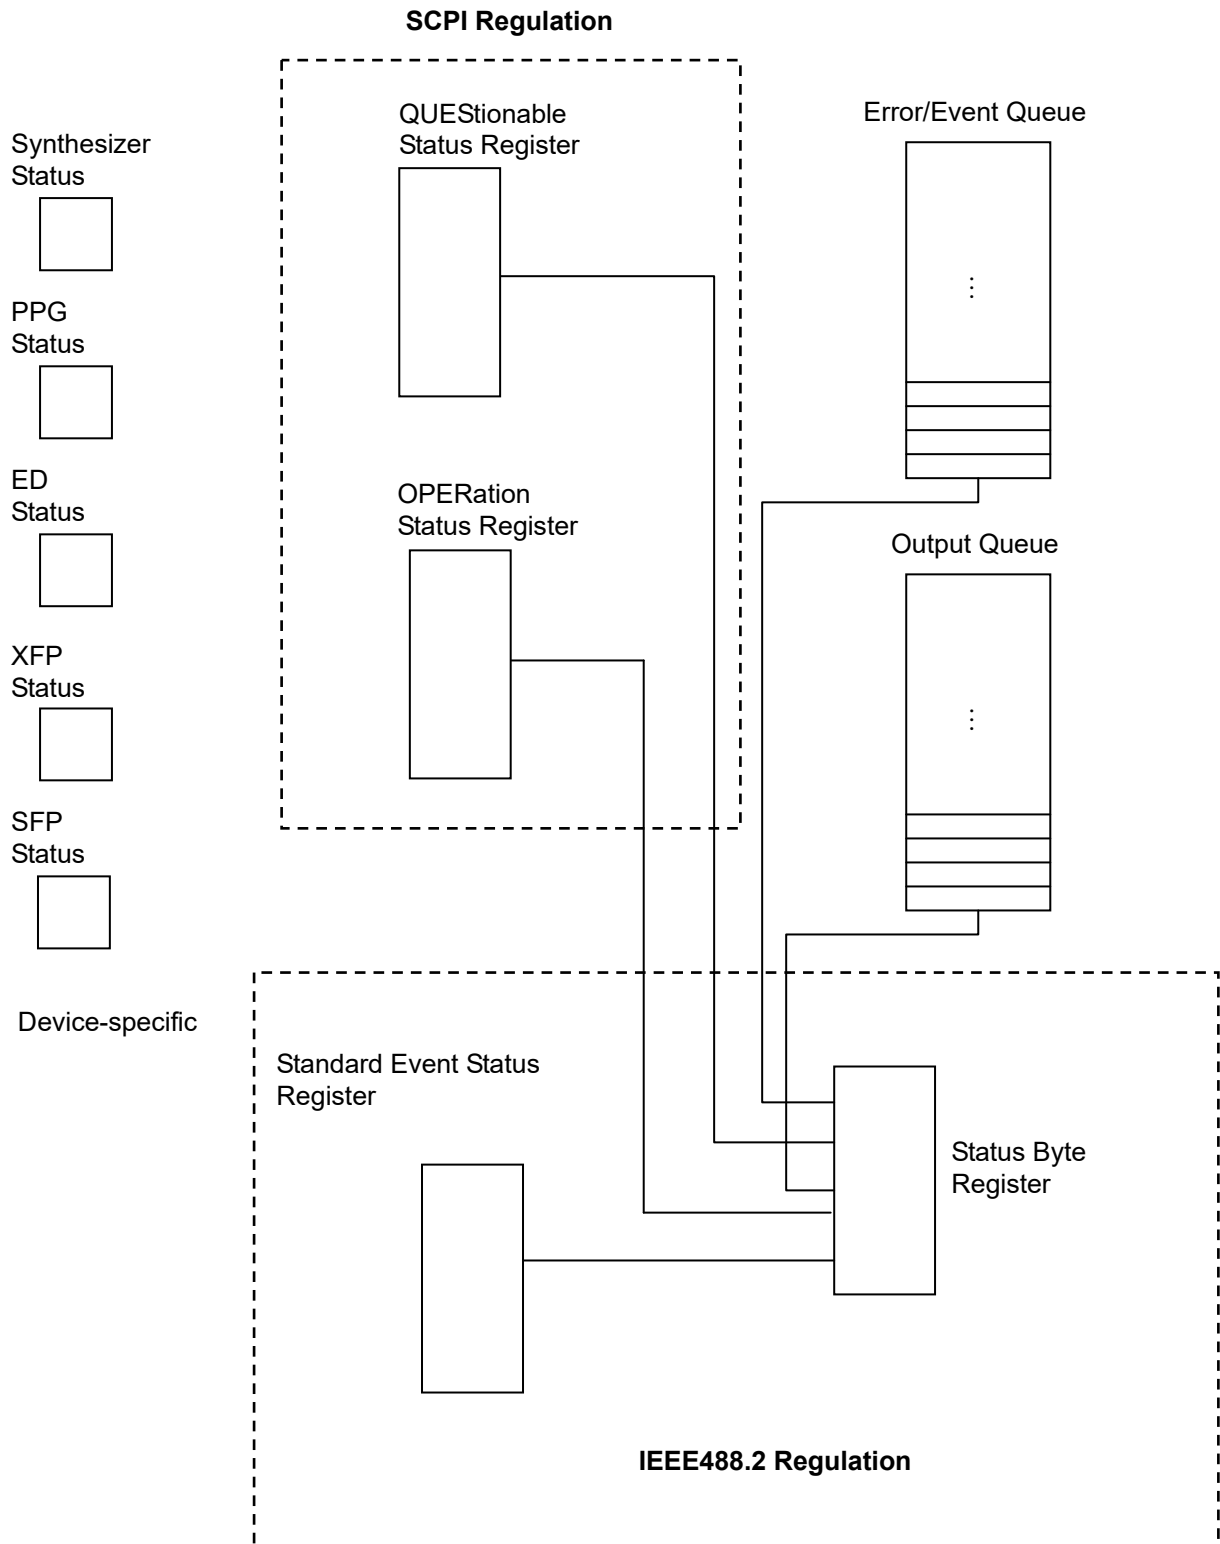 SCPI Regulation
QUEStionable
Status Register
Error/Event Queue
Synthesizer
Status
PPG
Status
ED
Status
OPERation
Status Register
Output Queue
XFP
Status
...
SFP
Status
Device-specific
Standard Event Status
Register
Status Byte
Register
IEEE488.2 Regulation